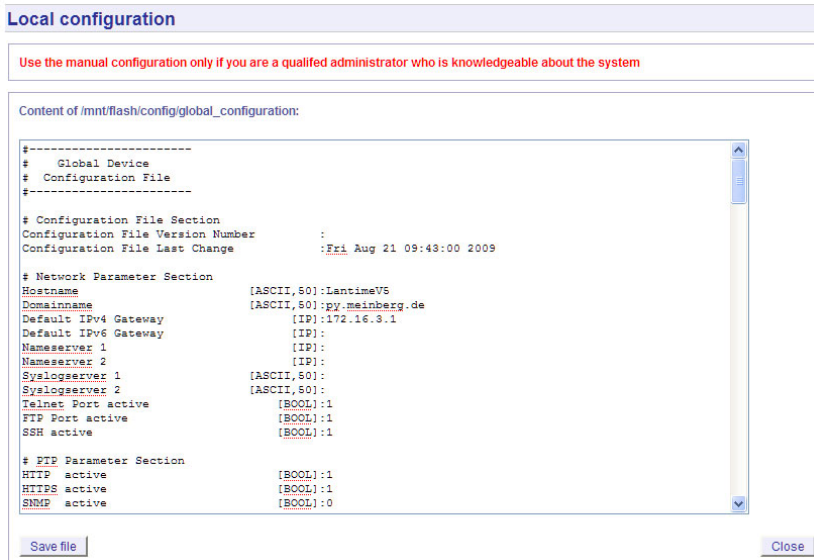 Local configuration
Use the manual configuration only if you are a qualifed administrator who is knowledgeable about the system
Content of /mnt/flash/config/global_configuration:
#-----------------------
#    Global Device
#  Configuration File
#-----------------------
# Configuration File Section
Configuration File Version Number        :
Configuration File Last Change           :Fri Aug 21 09:43:00 2009
# Network Parameter Section
Hostname                       [ASCII,50]:LantimeV5
Domainname                     [ASCII,50]:py.meinberg.de
Default IPv4 Gateway                 [IP]:172.16.3.1
Default IPv6 Gateway                 [IP]:
Nameserver 1                         [IP]:
Nameserver 2                         [IP]:
Syslogserver 1                 [ASCII,50]:
Syslogserver 2                 [ASCII,50]:
Telnet Port active                 [BOOL]:1
FTP Port active                    [BOOL]:1
SSH active                         [BOOL]:1
# PTP Parameter Section
HTTP  active                       [BOOL]:1
HTTPS active                       [BOOL]:1
SNMP  active                       [BOOL]:0
Save file
Close